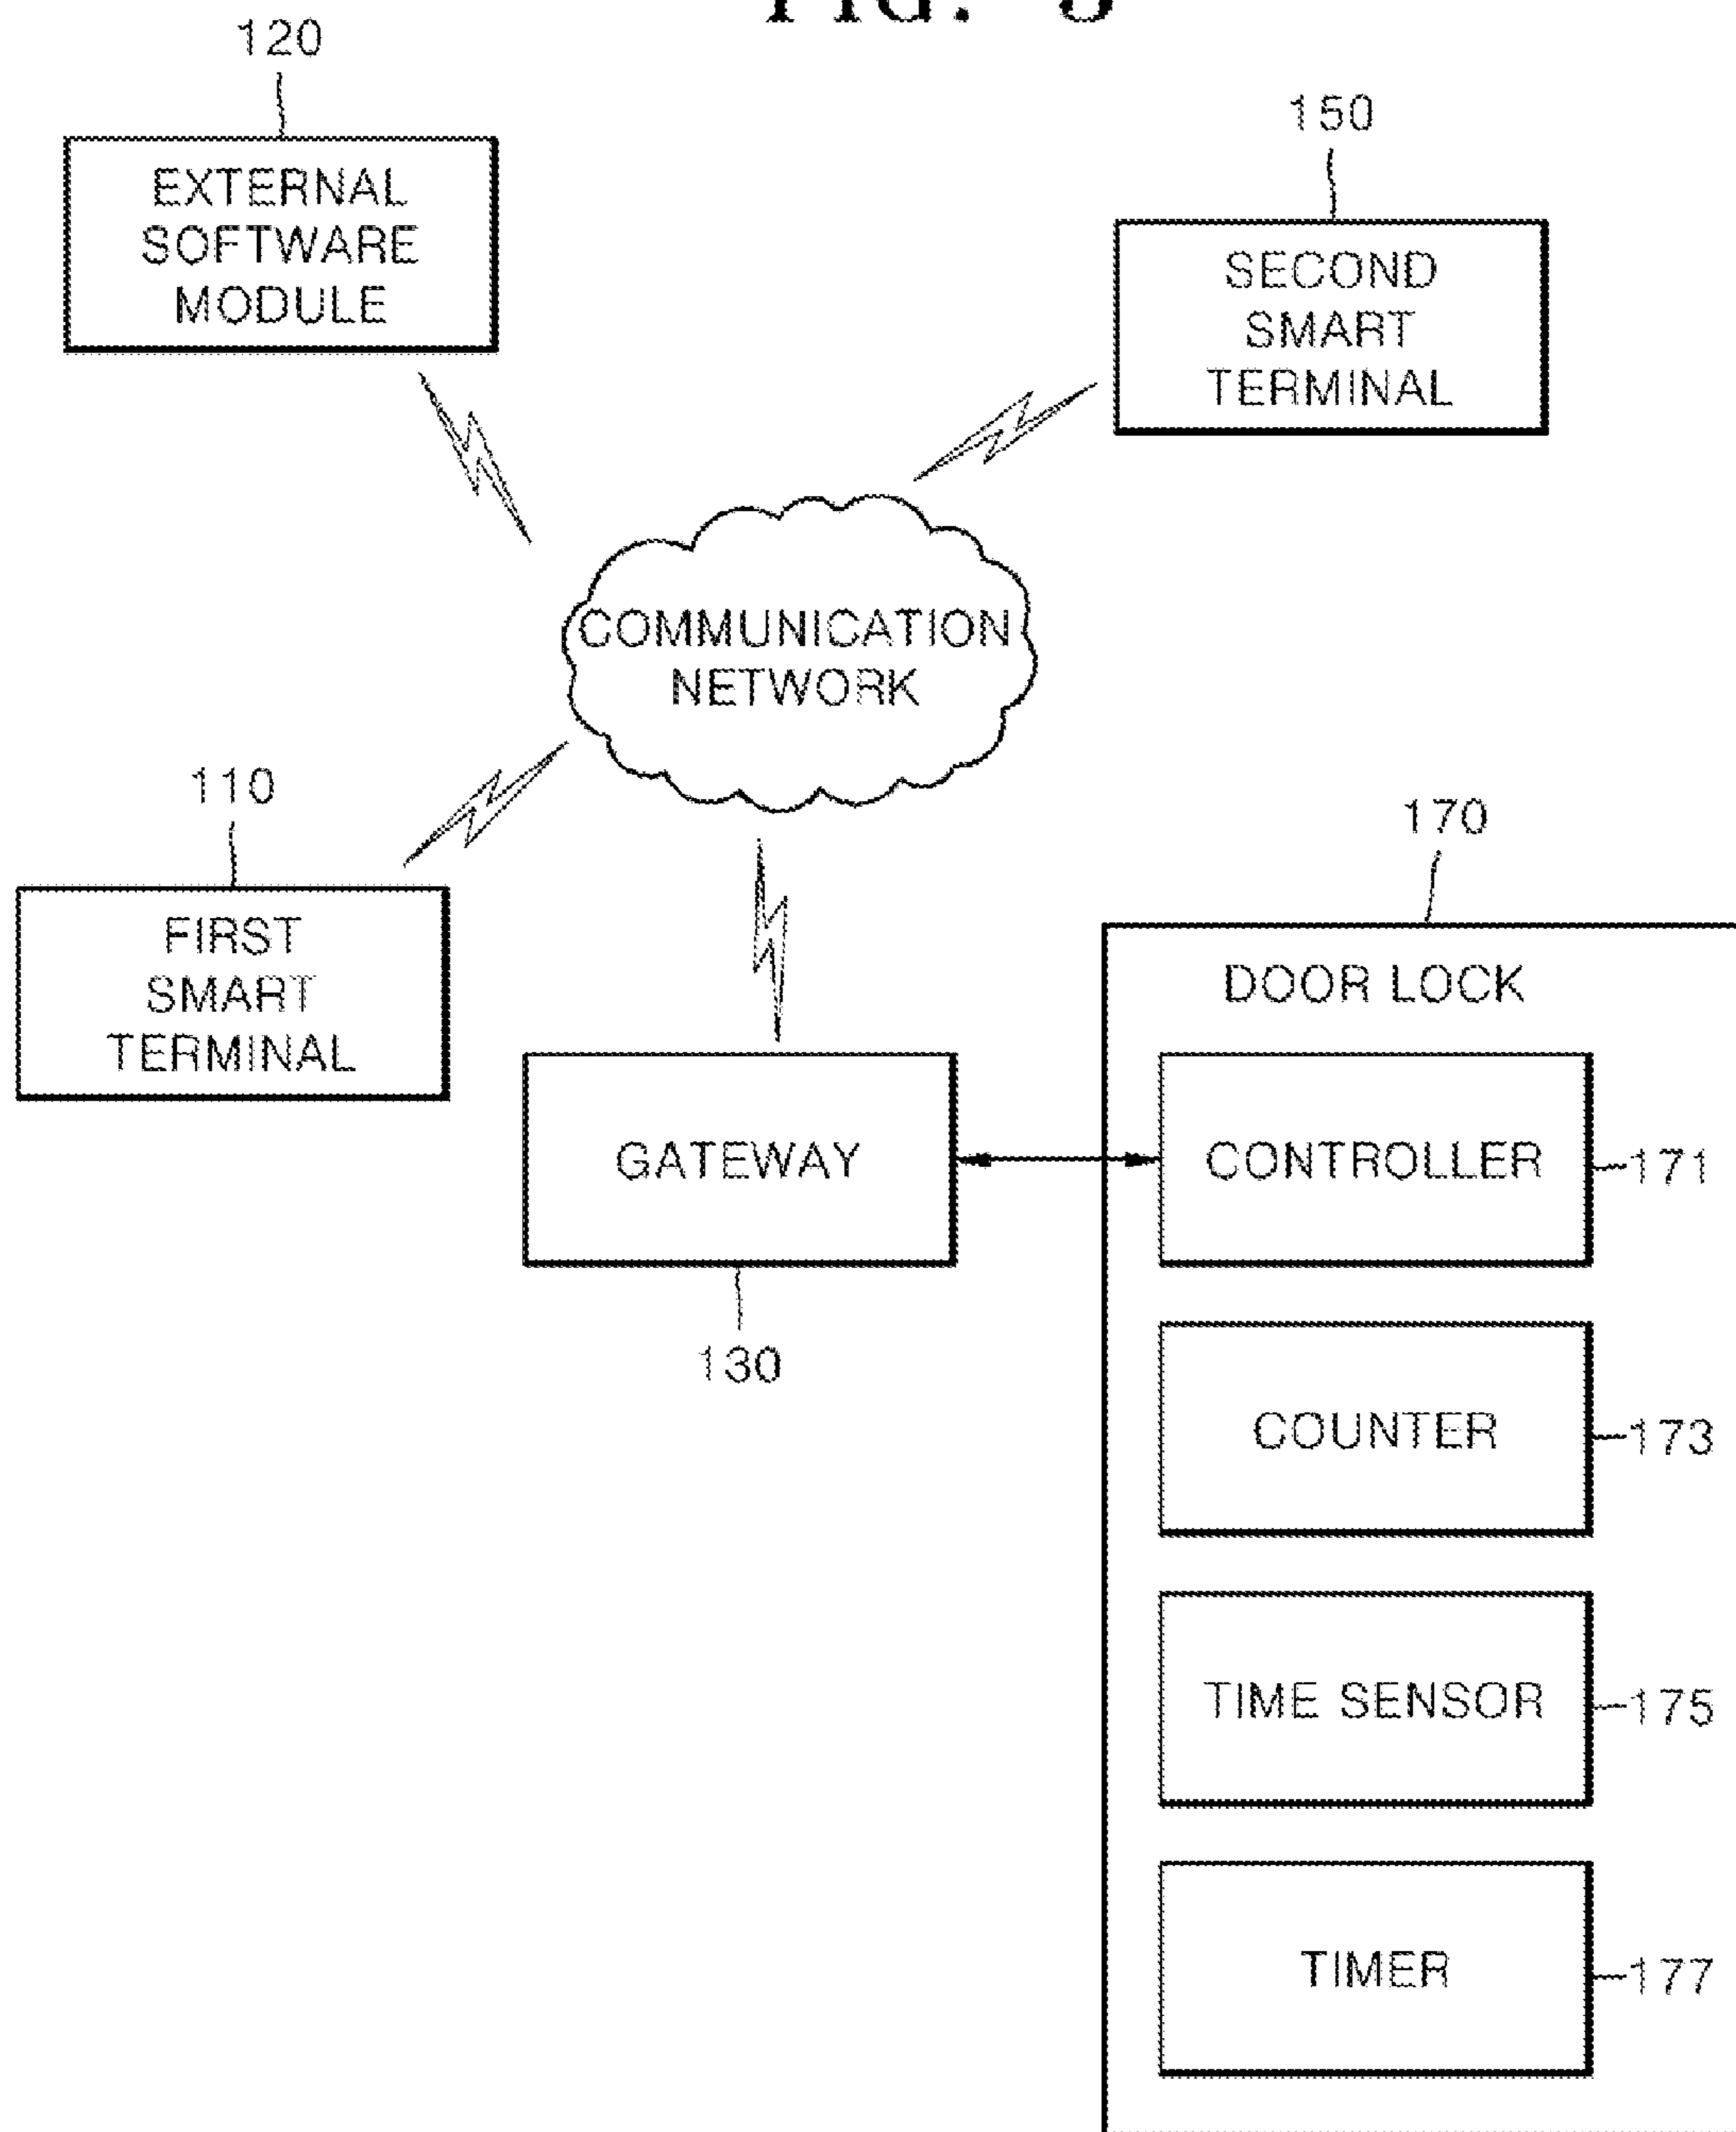 FIG.
120
EXTERNAL
SOFTWARE
MODULE
150
SECOND
SMART
TERMINAL
COMMUNICATION
NETWORK
110
FIRST
SMART
TERMINAL
170
DOOR LOCK
GATEWAY
130
CONTROLLER
171
COUNTER
173
TIME SENSOR
175
TIMER
177